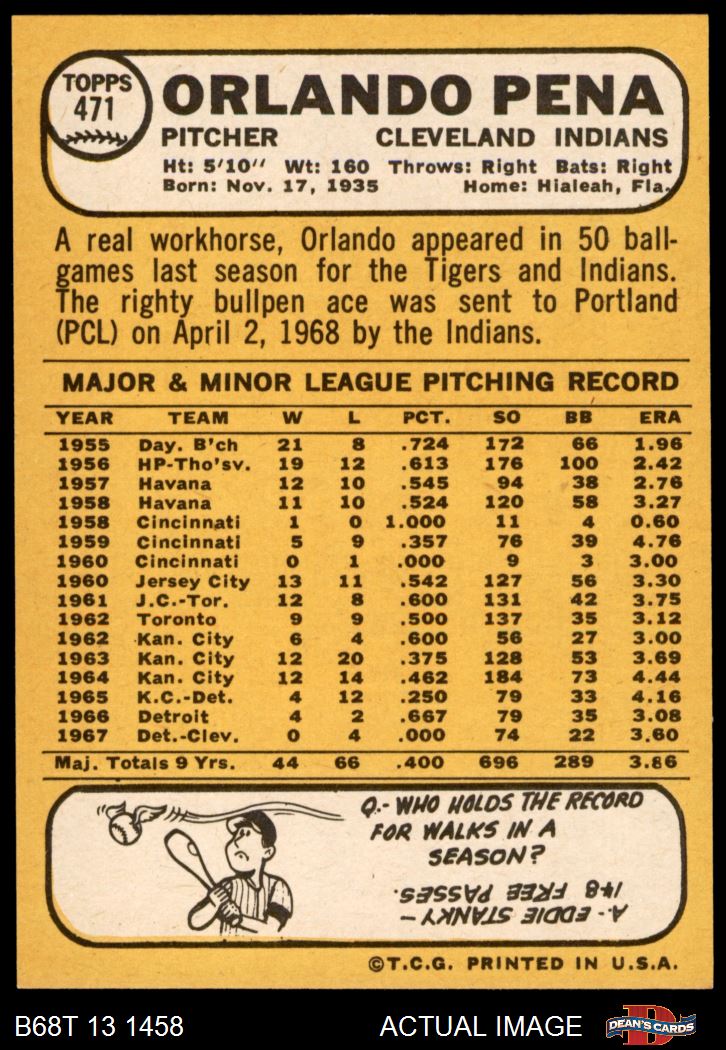 TOPPS
471
ORLANDO PENA
PITCHER CLEVELAND INDIANS
Ht: 5'10" Wt: 160 Throws: Right Bats: Right
Born: Nov. 17, 1935 Home: Hialeah, Fla.
A real workhorse, Orlando appeared in 50 ball-
games last season for the Tigers and Indians.
The righty bullpen ace was sent to Portland
(PCL) on April 2, 1968 by the Indians.
MAJOR & MINOR LEAGUE PITCHING RECORD
YEAR TEAM W L PCT. SO BB ERA
1955 Day. B'ch 21 8 .724 172 66 1.96
1956 HP-Tho'sv. 19 12 .613 176 100 2.42
1957 Havana 12 10 .545 94 38 2.76
1958 Havana 11 10 .524 120 58 3.27
1958 Cincinnati 1 0 1.000 11 4 0.60
1959 Cincinnati 5 9 .357 76 39 4.76
1960 Cincinnati 0 1 .000 9 3 3.00
1960 Jersey City 13 11 .542 127 56 3.30
1961 J.C.-Tor. 12 8 .600 131 42 3.75
1962 Toronto 9 9 .500 137 35 3.12
1962 Kan. City 6 4 .600 56 27 3.00
1963 Kan. City 12 20 .375 128 53 3.69
1964 Kan. City 12 14 .462 184 73 4.44
1965 K.C.-Det. 4 12 .250 79 33 4.16
1966 Detroit 4 2 .667 79 35 3.08
1967 Det.-Clev. 0 4 .000 74 22 3.60
Maj. Totals 9 Yrs. 44 66 .400 696 289 3.86
Q.- WHO HOLDS THE RECORD
FOR WALKS IN A
SEASON?
A.- EDDIE STANKY -
148 FREE PASSES.
©T.C.G. PRINTED IN U.S.A.
B68T 13 1458 ACTUAL IMAGE DEAN'S CARDS